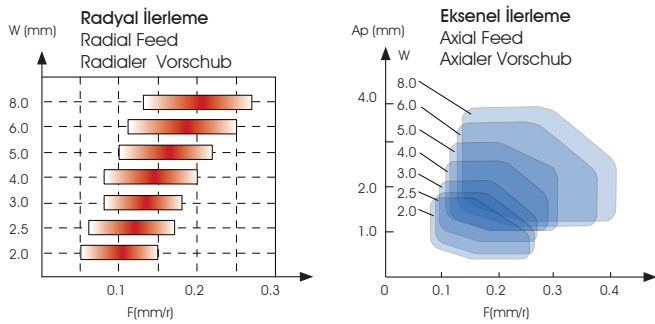 W (mm)
Radyal İlerleme
Radial Feed
Radialer Vorschub
8.0
6.0
5.0
4.0
3.0
2.5
2.0
0.1
0.2
0.3
F(mm/r)
Ap (mm)
Eksenel İlerleme
Axial Feed
Axialer Vorschub
W
8.0
6.0
5.0
4.0
3.0
2.5
2.0
4.0
2.0
1.0
0
0.1
0.2
0.3
0.4
F(mm/r)